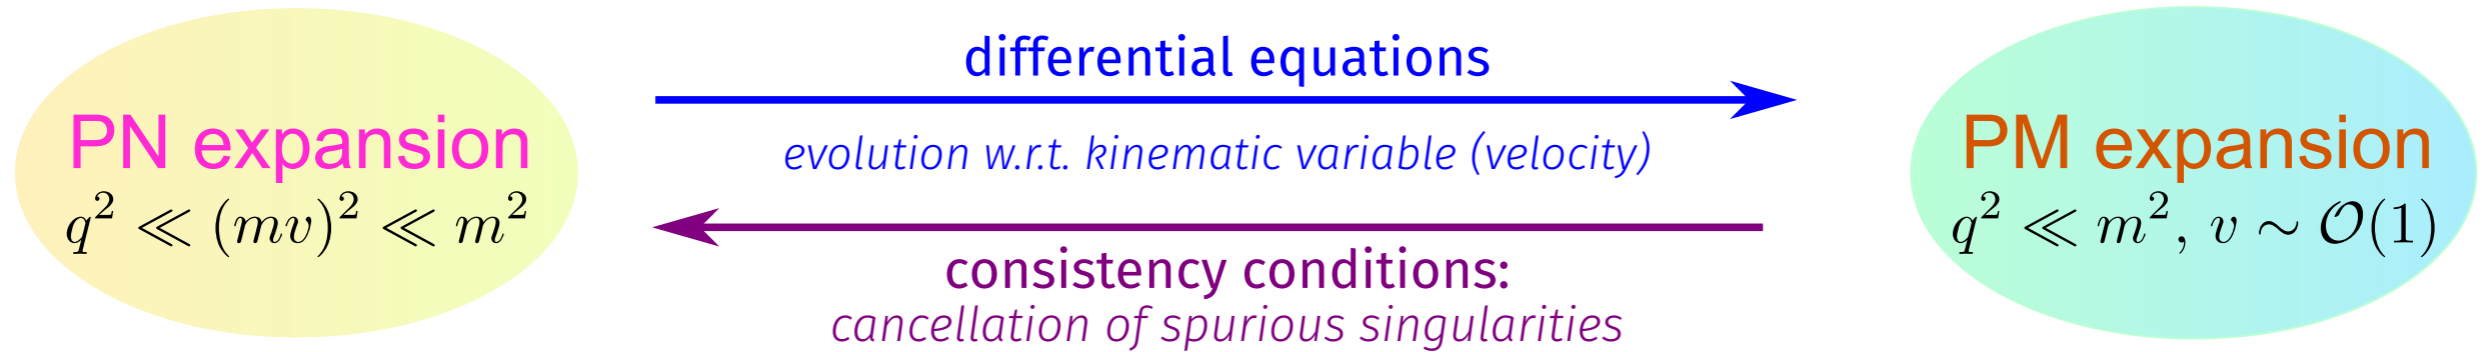 PN expansion
q² ≪ (mv)² ≪ m²
differential equations
evolution w.r.t. kinematic variable (velocity)
consistency conditions:
cancellation of spurious singularities
PM expansion
q² ≪ m², v ∼ 𝒪(1)